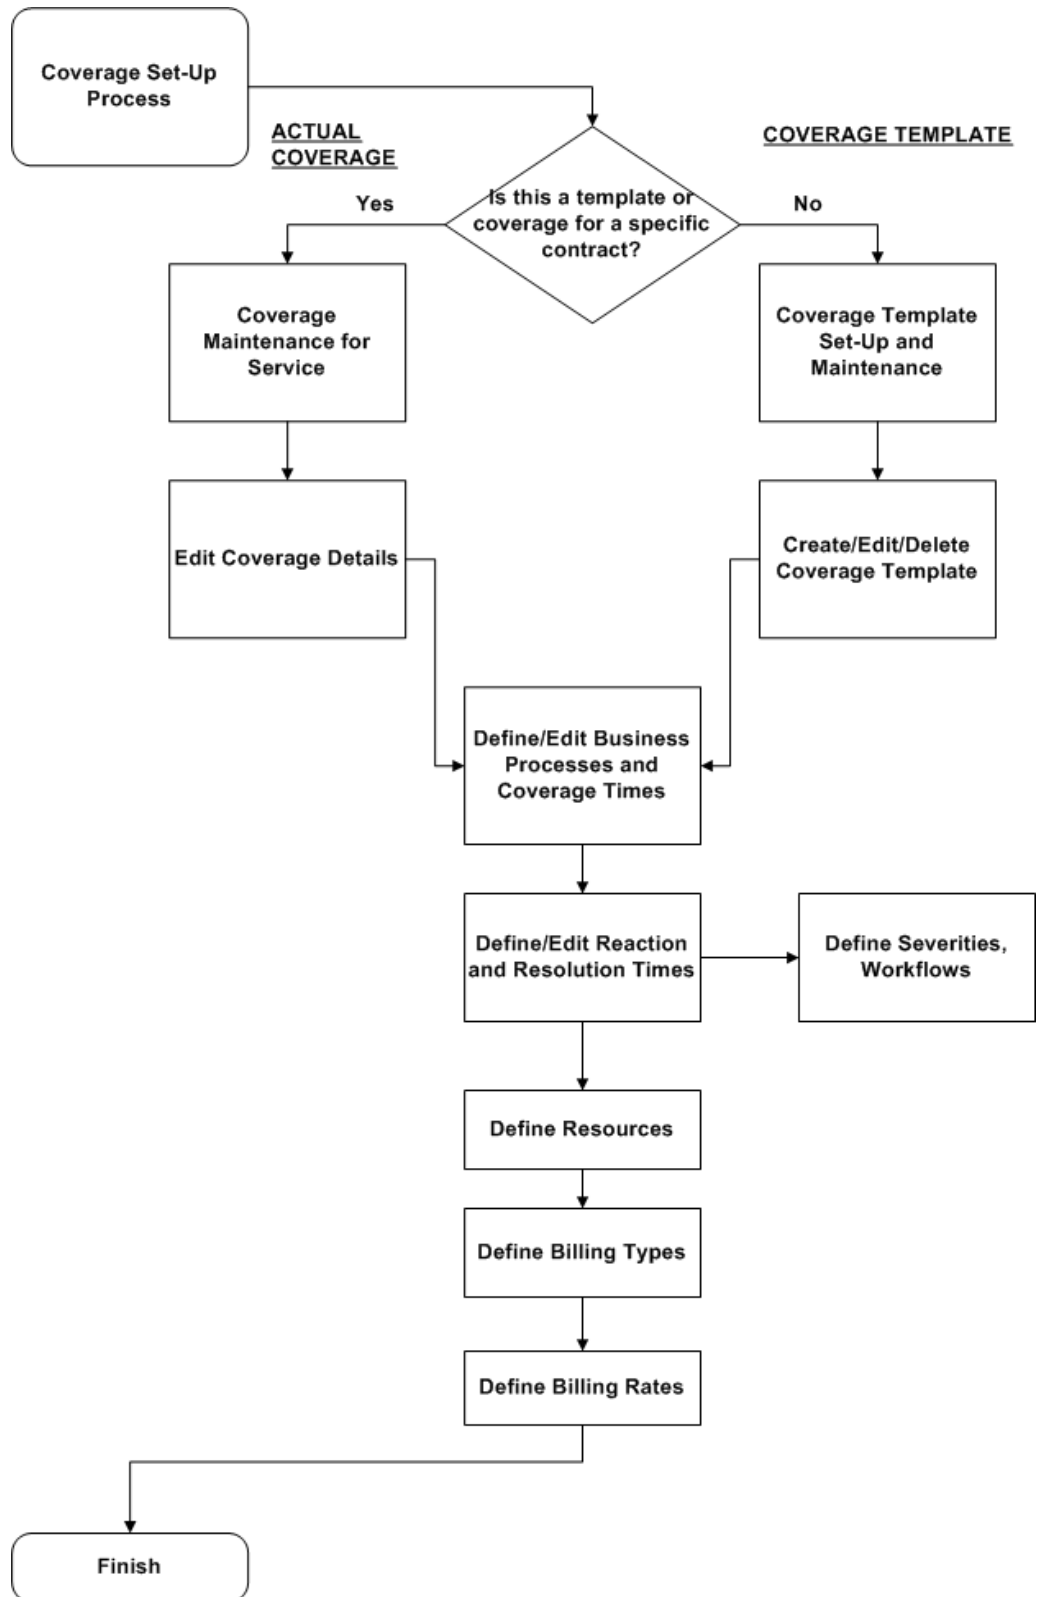 Coverage Set-Up
Process
ACTUAL
COVERAGE
COVERAGE TEMPLATE
Yes
Is this a template or
coverage for a specific
contract?
No
Coverage
Maintenance for
Service
Coverage Template
Set-Up and
Maintenance
Edit Coverage Details
Create/Edit/Delete
Coverage Template
Define/Edit Business
Processes and
Coverage Times
Define/Edit Reaction
and Resolution Times
Define Severities,
Workflows
Define Resources
Define Billing Types
Define Billing Rates
Finish